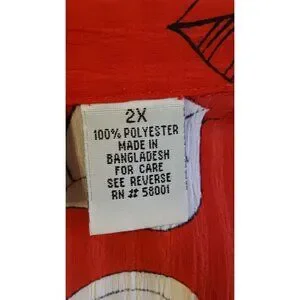 2X
100% POLYESTER
MADE IN
BANGLADESH
FOR CARE
SEE REVERSE
RN # 58001